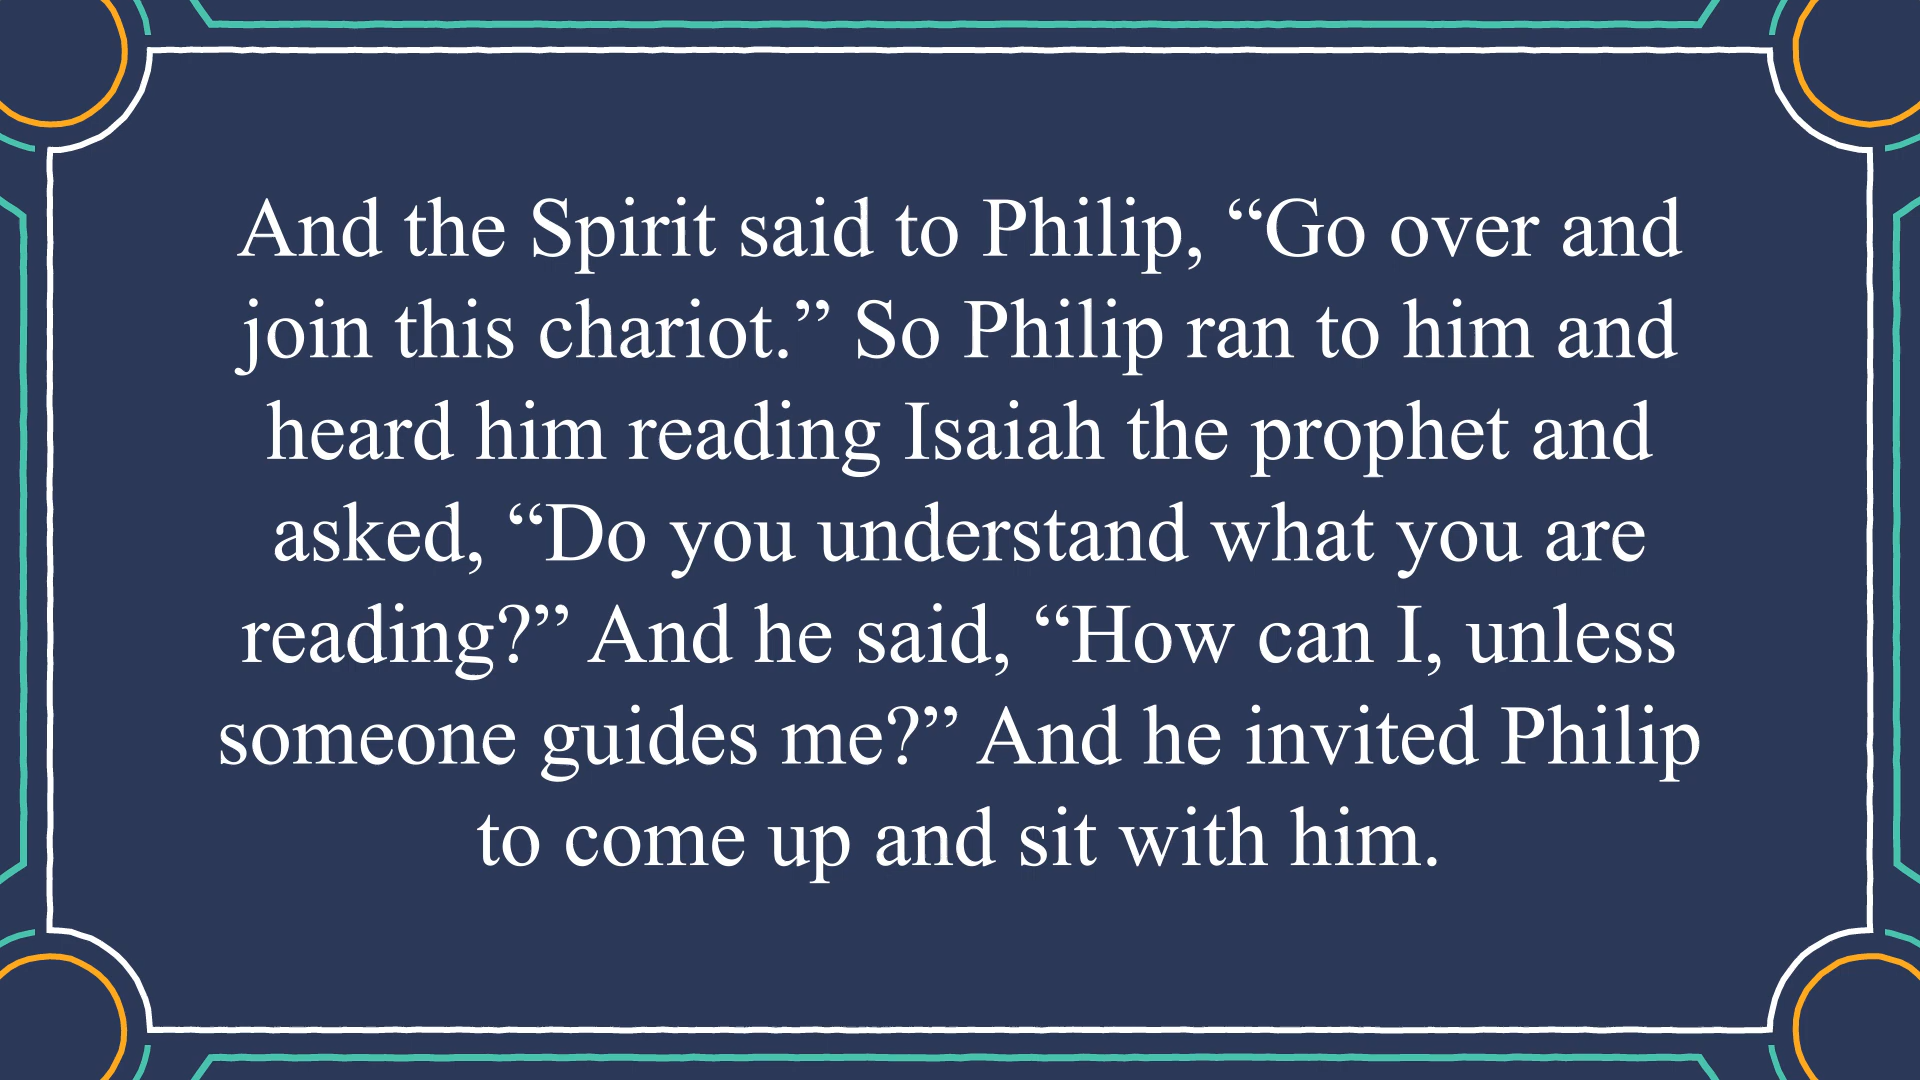 And the Spirit said to Philip, “Go over and
join this chariot.” So Philip ran to him and
heard him reading Isaiah the prophet and
asked, “Do you understand what you are
reading?” And he said, “How can I, unless
someone guides me?” And he invited Philip
to come up and sit with him.